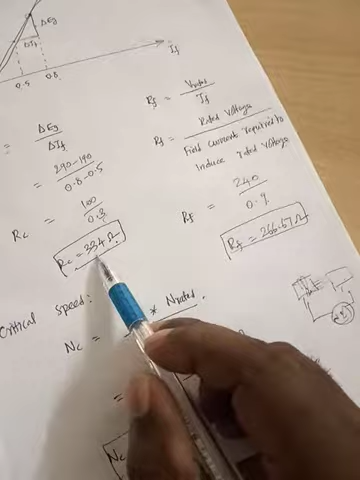 ΔEg
ΔIf
If
0.5 0.8
= ΔEg
ΔIf
= 290-190
0.8-0.5
Rc = 100
0.3
Rc = 334 Ω.
Rf = Vrated
If
Rf = Rated Voltage
Field Current required to
Induce rated Voltage
Rf = 240
0.9
Rf = 266.67 Ω
Critical Speed:
Nc = * Nrated.
=
Nc